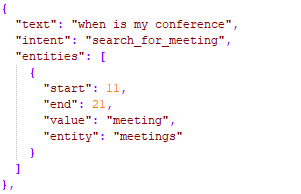 {
"text": "when is my conference",
"intent": "search_for_meeting",
"entities": [
{
"start": 11,
"end": 21,
"value": "meeting",
"entity": "meetings"
}
]
},